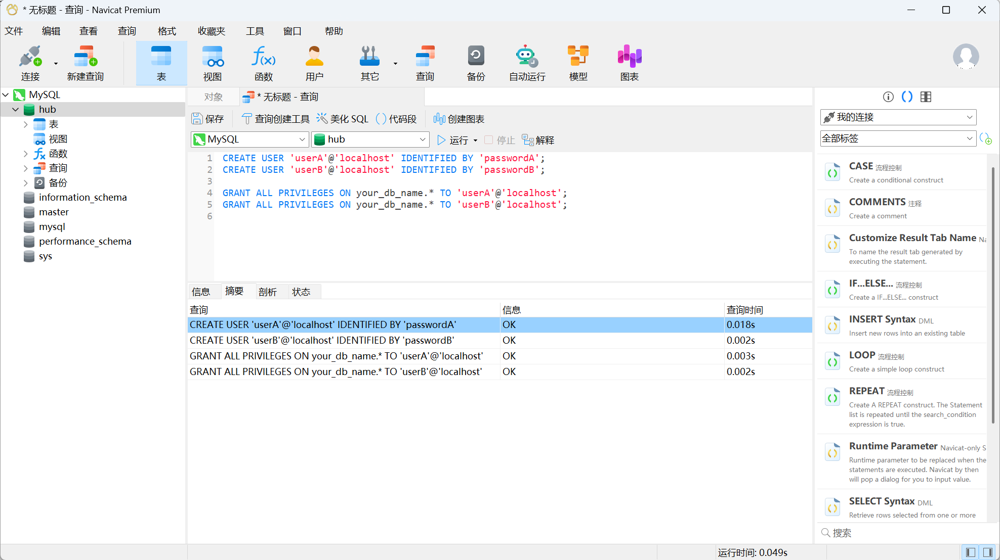 * 无标题 - 查询 - Navicat Premium
文件 编辑 查看 查询 格式 收藏夹 工具 窗口 帮助
连接 新建查询 表 视图 函数 用户 其它 查询 备份 自动运行 模型 图表
MySQL
hub
表
视图
函数
查询
备份
information_schema
master
mysql
performance_schema
sys
对象 * 无标题 - 查询
保存 查询创建工具 美化 SQL 代码段 创建图表
MySQL hub 运行 停止 解释
1 CREATE USER 'userA'@'localhost' IDENTIFIED BY 'passwordA';
2 CREATE USER 'userB'@'localhost' IDENTIFIED BY 'passwordB';
3
4 GRANT ALL PRIVILEGES ON your_db_name.* TO 'userA'@'localhost';
5 GRANT ALL PRIVILEGES ON your_db_name.* TO 'userB'@'localhost';
6
信息 摘要 剖析 状态
查询 信息 查询时间
CREATE USER 'userA'@'localhost' IDENTIFIED BY 'passwordA' OK 0.018s
CREATE USER 'userB'@'localhost' IDENTIFIED BY 'passwordB' OK 0.002s
GRANT ALL PRIVILEGES ON your_db_name.* TO 'userA'@'localhost' OK 0.003s
GRANT ALL PRIVILEGES ON your_db_name.* TO 'userB'@'localhost' OK 0.002s
我的连接
全部标签
CASE 流程控制
Create a conditional construct
COMMENTS 注释
Create a comment
Customize Result Tab Name Na
To name the result tab generated by
executing the statement.
IF...ELSE... 流程控制
Create a IF...ELSE... construct
INSERT Syntax DML
Insert new rows into an existing table
LOOP 流程控制
Create a simple loop construct
REPEAT 流程控制
Create A REPEAT construct. The Statement
list is repeated until the search_condition
expression is true.
Runtime Parameter Navicat-only S
Runtime parameter to be replaced when the
statements are executed. Navicat by then
will pop a dialog for you to input value.
SELECT Syntax DML
Retrieve rows selected from one or more
搜索
运行时间: 0.049s